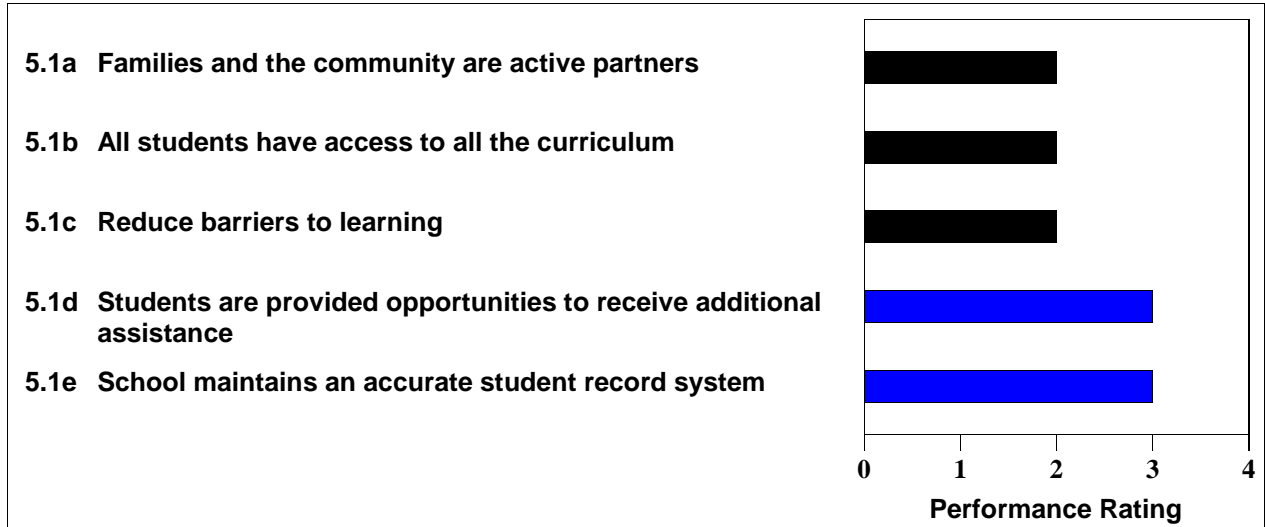 5.1a Families and the community are active partners
5.1b All students have access to all the curriculum
5.1c Reduce barriers to learning
5.1d Students are provided opportunities to receive additional
assistance
5.1e School maintains an accurate student record system
0 1 2 3 4
Performance Rating